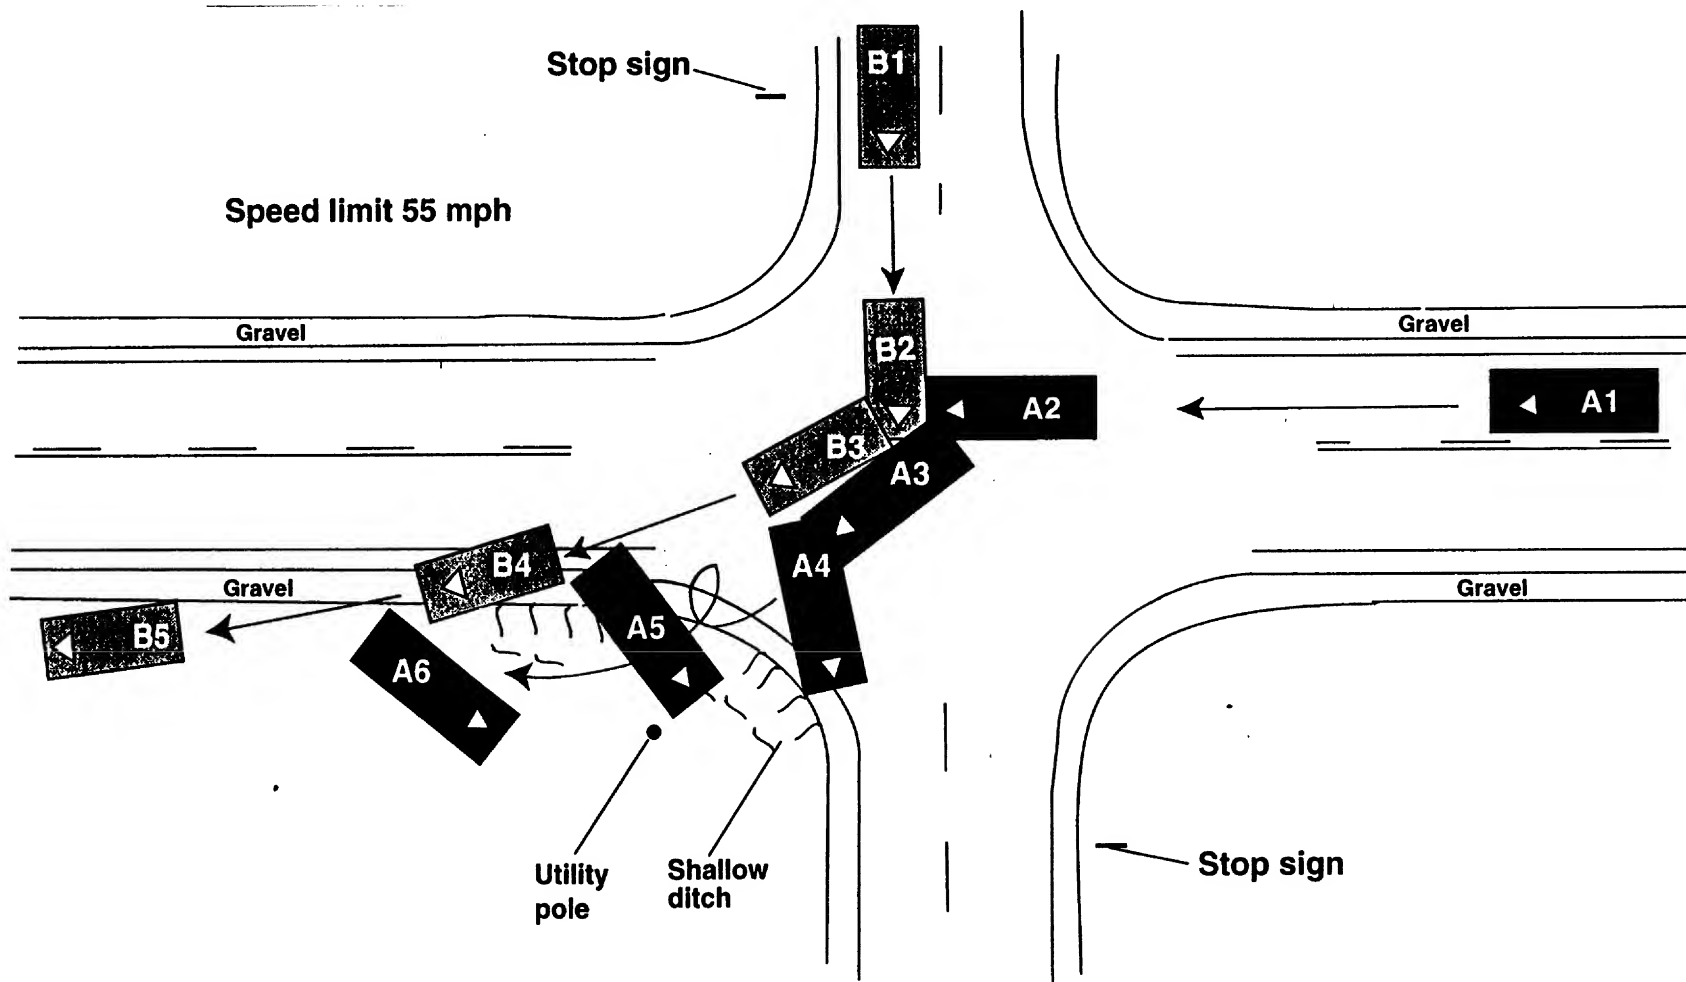 B1
Stop sign
Speed limit 55 mph
Gravel
Gravel
B2
A2
A1
B3
A3
B4
A4
Gravel
Gravel
B5
A5
A6
Utility
pole
Shallow
ditch
Stop sign